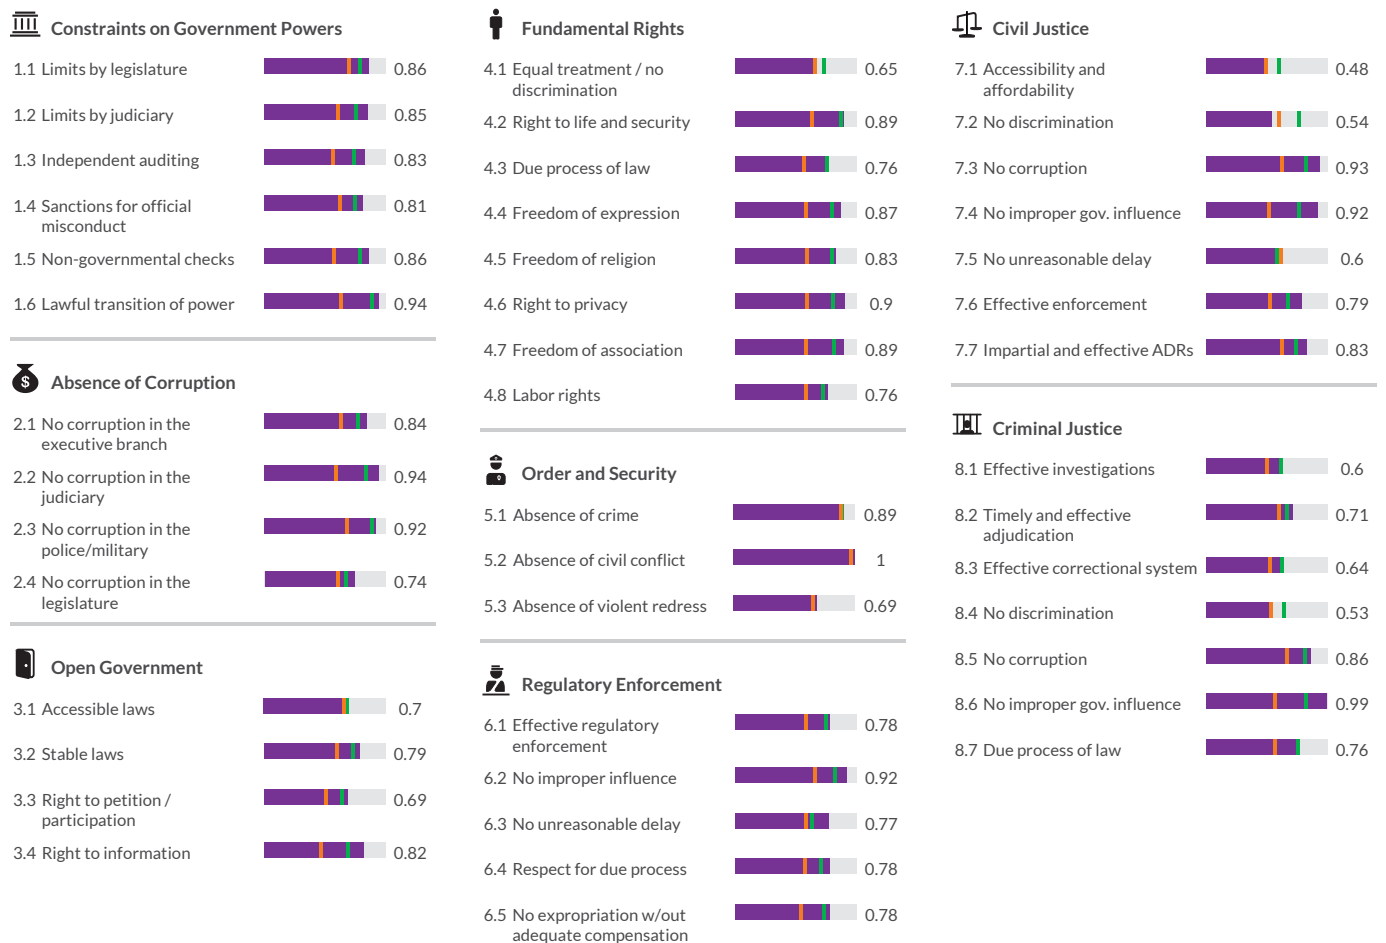 Constraints on Government Powers
1.1 Limits by legislature 0.86
1.2 Limits by judiciary 0.85
1.3 Independent auditing 0.83
1.4 Sanctions for official 0.81
misconduct
1.5 Non-governmental checks 0.86
1.6 Lawful transition of power 0.94
$
Absence of Corruption
2.1 No corruption in the 0.84
executive branch
2.2 No corruption in the 0.94
judiciary
2.3 No corruption in the 0.92
police/military
2.4 No corruption in the 0.74
legislature
Open Government
3.1 Accessible laws 0.7
3.2 Stable laws 0.79
3.3 Right to petition / 0.69
participation
3.4 Right to information 0.82
Fundamental Rights
4.1 Equal treatment / no 0.65
discrimination
4.2 Right to life and security 0.89
4.3 Due process of law 0.76
4.4 Freedom of expression 0.87
4.5 Freedom of religion 0.83
4.6 Right to privacy 0.9
4.7 Freedom of association 0.89
4.8 Labor rights 0.76
Order and Security
5.1 Absence of crime 0.89
5.2 Absence of civil conflict 1
5.3 Absence of violent redress 0.69
Regulatory Enforcement
6.1 Effective regulatory 0.78
enforcement
6.2 No improper influence 0.92
6.3 No unreasonable delay 0.77
6.4 Respect for due process 0.78
6.5 No expropriation w/out 0.78
adequate compensation
Civil Justice
7.1 Accessibility and 0.48
affordability
7.2 No discrimination 0.54
7.3 No corruption 0.93
7.4 No improper gov. influence 0.92
7.5 No unreasonable delay 0.6
7.6 Effective enforcement 0.79
7.7 Impartial and effective ADRs 0.83
Criminal Justice
8.1 Effective investigations 0.6
8.2 Timely and effective 0.71
adjudication
8.3 Effective correctional system 0.64
8.4 No discrimination 0.53
8.5 No corruption 0.86
8.6 No improper gov. influence 0.99
8.7 Due process of law 0.76